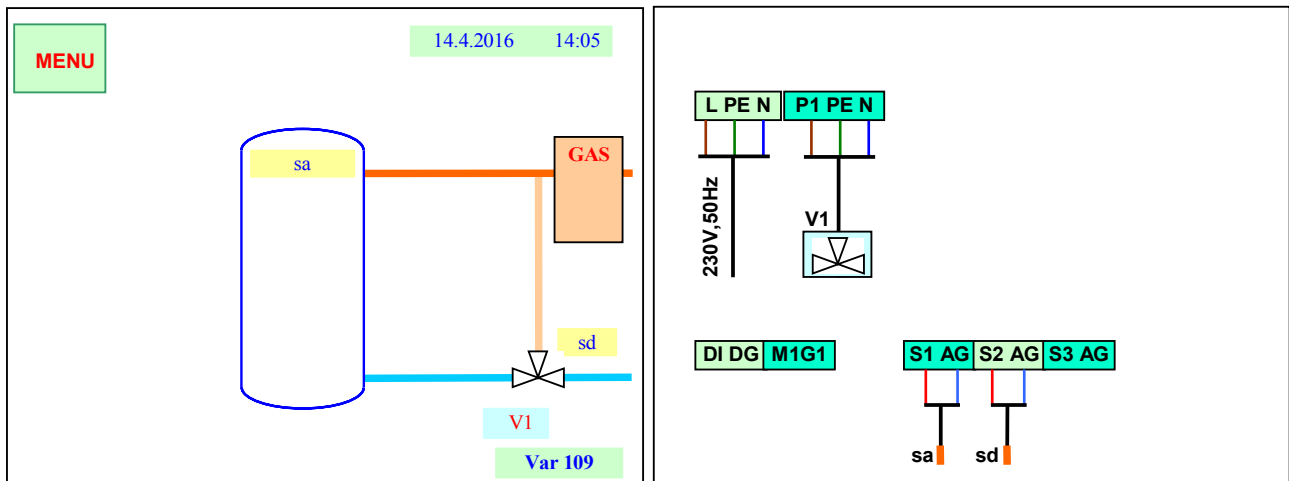 MENU
14.4.2016 14:05
sa
GAS
sd
V1
Var 109
L PE N P1 PE N
230V,50Hz
V1
DI DG M1G1 S1 AG S2 AG S3 AG
sa sd